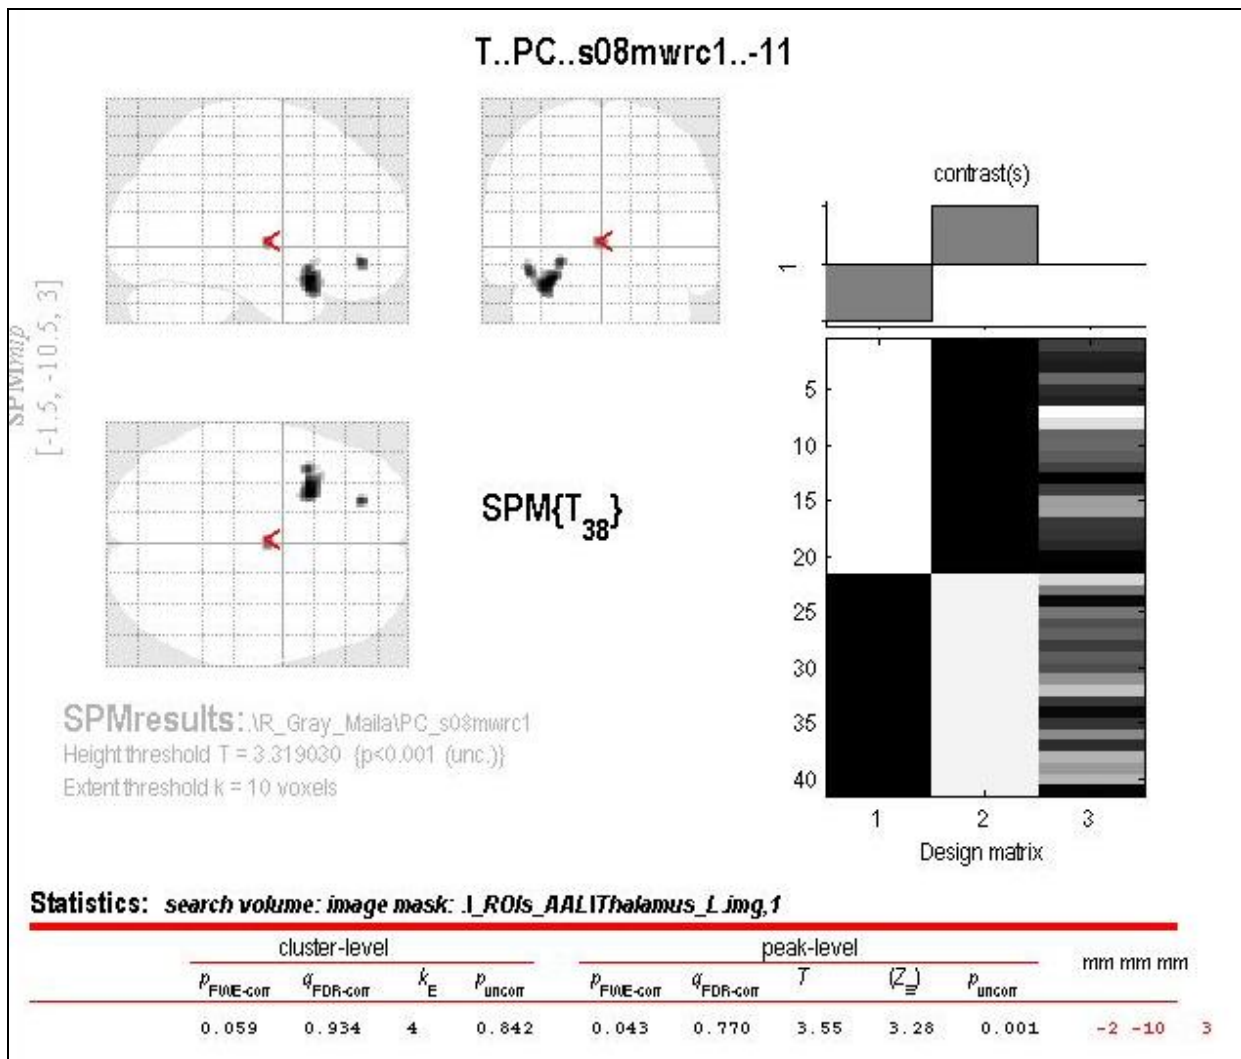 T..PC..s08mwrc1..-11
contrast(s)
1
SPMmip
[-1.5, -10.5, 3]
5
10
15
20
25
30
35
40
1 2 3
Design matrix
SPM{T38}
SPMresults: .\R_Gray_Maila\PC_s08mwrc1
Height threshold T = 3.319030 {p<0.001 (unc.)}
Extent threshold k = 10 voxels
Statistics: search volume: image mask: .\_ROIs_AAL\Thalamus_L.img,1
cluster-level peak-level mm mm mm
pFWE-corr qFDR-corr kE puncorr pFWE-corr qFDR-corr T (Z≡) puncorr
0.059 0.934 4 0.842 0.043 0.770 3.55 3.28 0.001 -2 -10 3